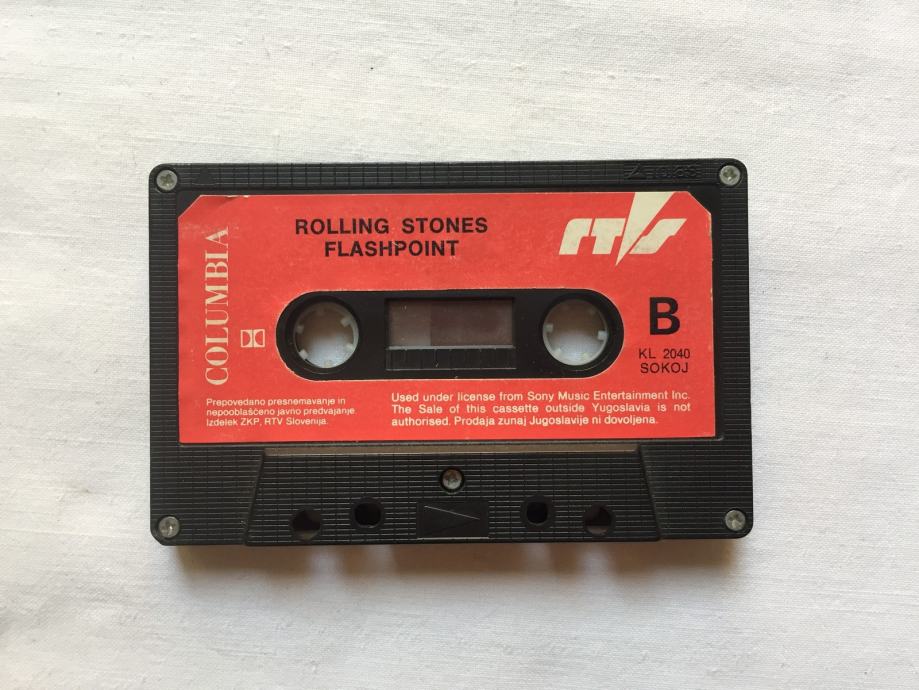 ROLLING STONES
FLASHPOINT
rtvs
COLUMBIA
B
KL 2040
SOKOJ
Prepovedano presnemavanje in
nepooblaščeno javno predvajanje.
Izdelek ZKP, RTV Slovenija.
Used under license from Sony Music Entertainment Inc.
The Sale of this cassette outside Yugoslavia is not
authorised. Prodaja zunaj Jugoslavije ni dovoljena.